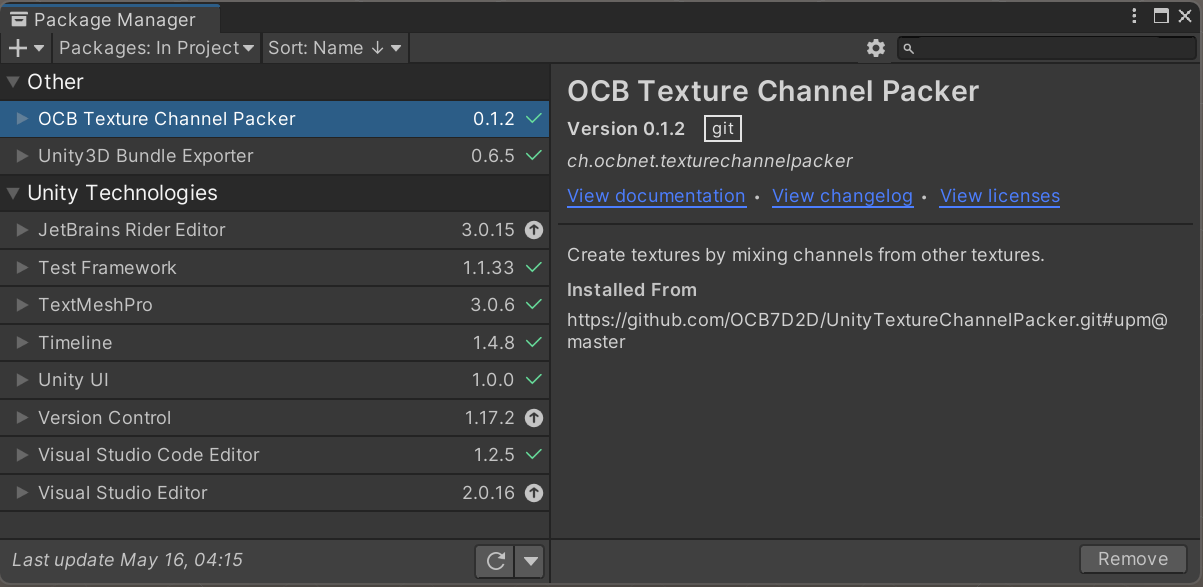 Package Manager
Packages: In Project
Sort: Name ↓
Other
OCB Texture Channel Packer 0.1.2
Unity3D Bundle Exporter 0.6.5
Unity Technologies
JetBrains Rider Editor 3.0.15
Test Framework 1.1.33
TextMeshPro 3.0.6
Timeline 1.4.8
Unity UI 1.0.0
Version Control 1.17.2
Visual Studio Code Editor 1.2.5
Visual Studio Editor 2.0.16
Last update May 16, 04:15
OCB Texture Channel Packer
Version 0.1.2 git
ch.ocbnet.texturechannelpacker
View documentation • View changelog • View licenses
Create textures by mixing channels from other textures.
Installed From
https://github.com/OCB7D2D/UnityTextureChannelPacker.git#upm@
master
Remove